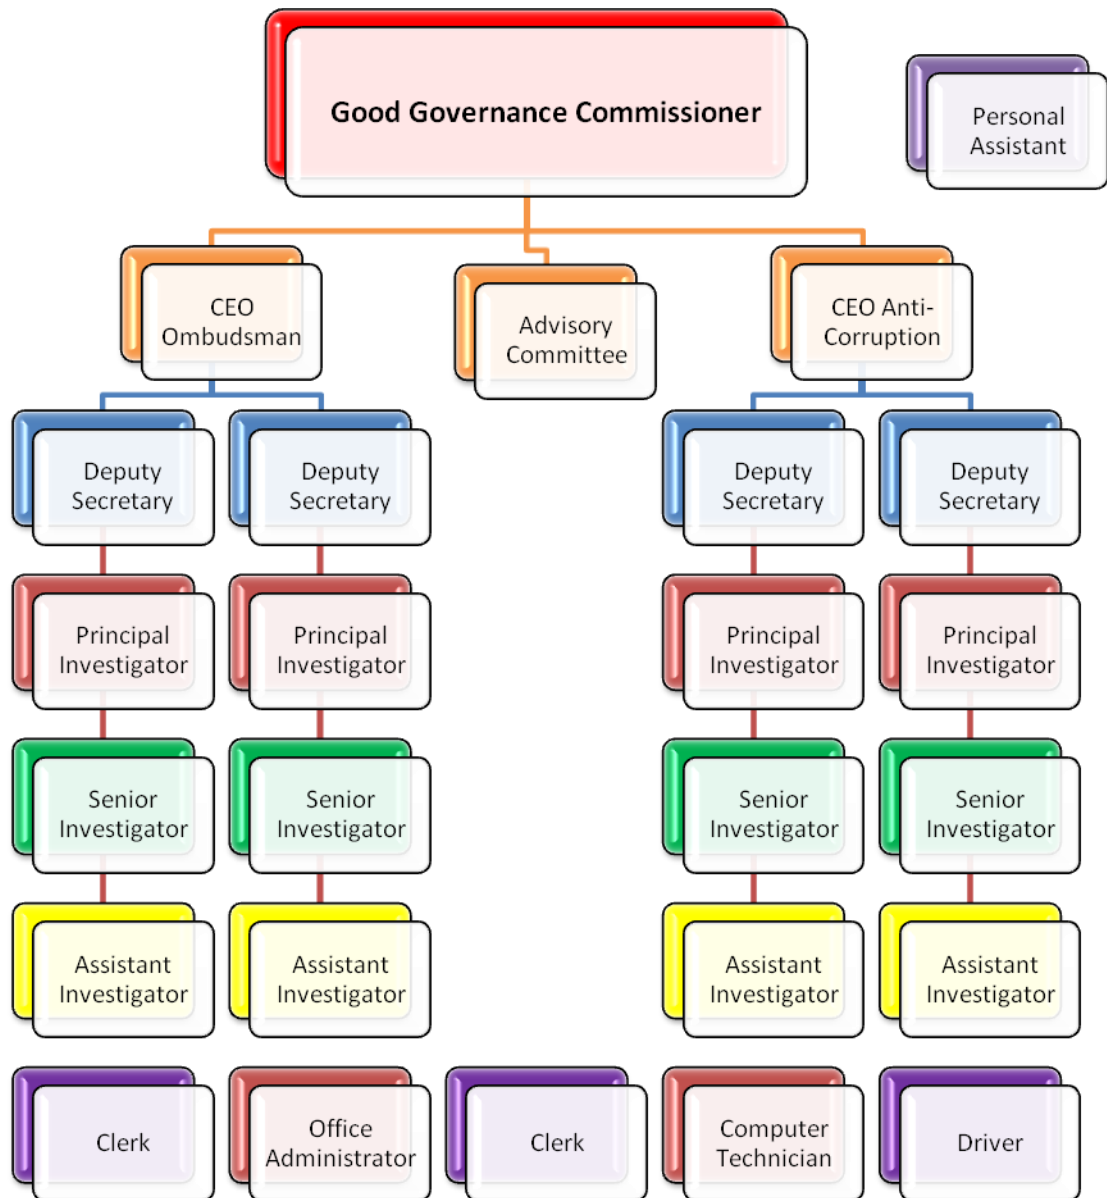 Good Governance Commissioner
Personal
Assistant
CEO
Ombudsman
Advisory
Committee
CEO Anti-
Corruption
Deputy
Secretary
Deputy
Secretary
Deputy
Secretary
Deputy
Secretary
Principal
Investigator
Principal
Investigator
Principal
Investigator
Principal
Investigator
Senior
Investigator
Senior
Investigator
Senior
Investigator
Senior
Investigator
Assistant
Investigator
Assistant
Investigator
Assistant
Investigator
Assistant
Investigator
Clerk
Office
Administrator
Clerk
Computer
Technician
Driver